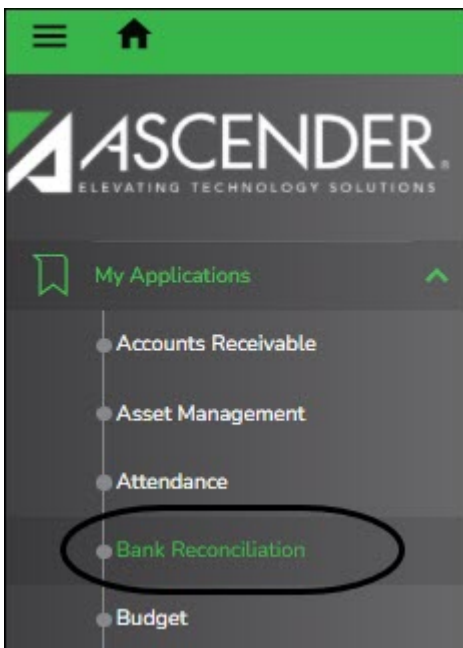 ASCENDER®
ELEVATING TECHNOLOGY SOLUTIONS
My Applications
Accounts Receivable
Asset Management
Attendance
Bank Reconciliation
Budget